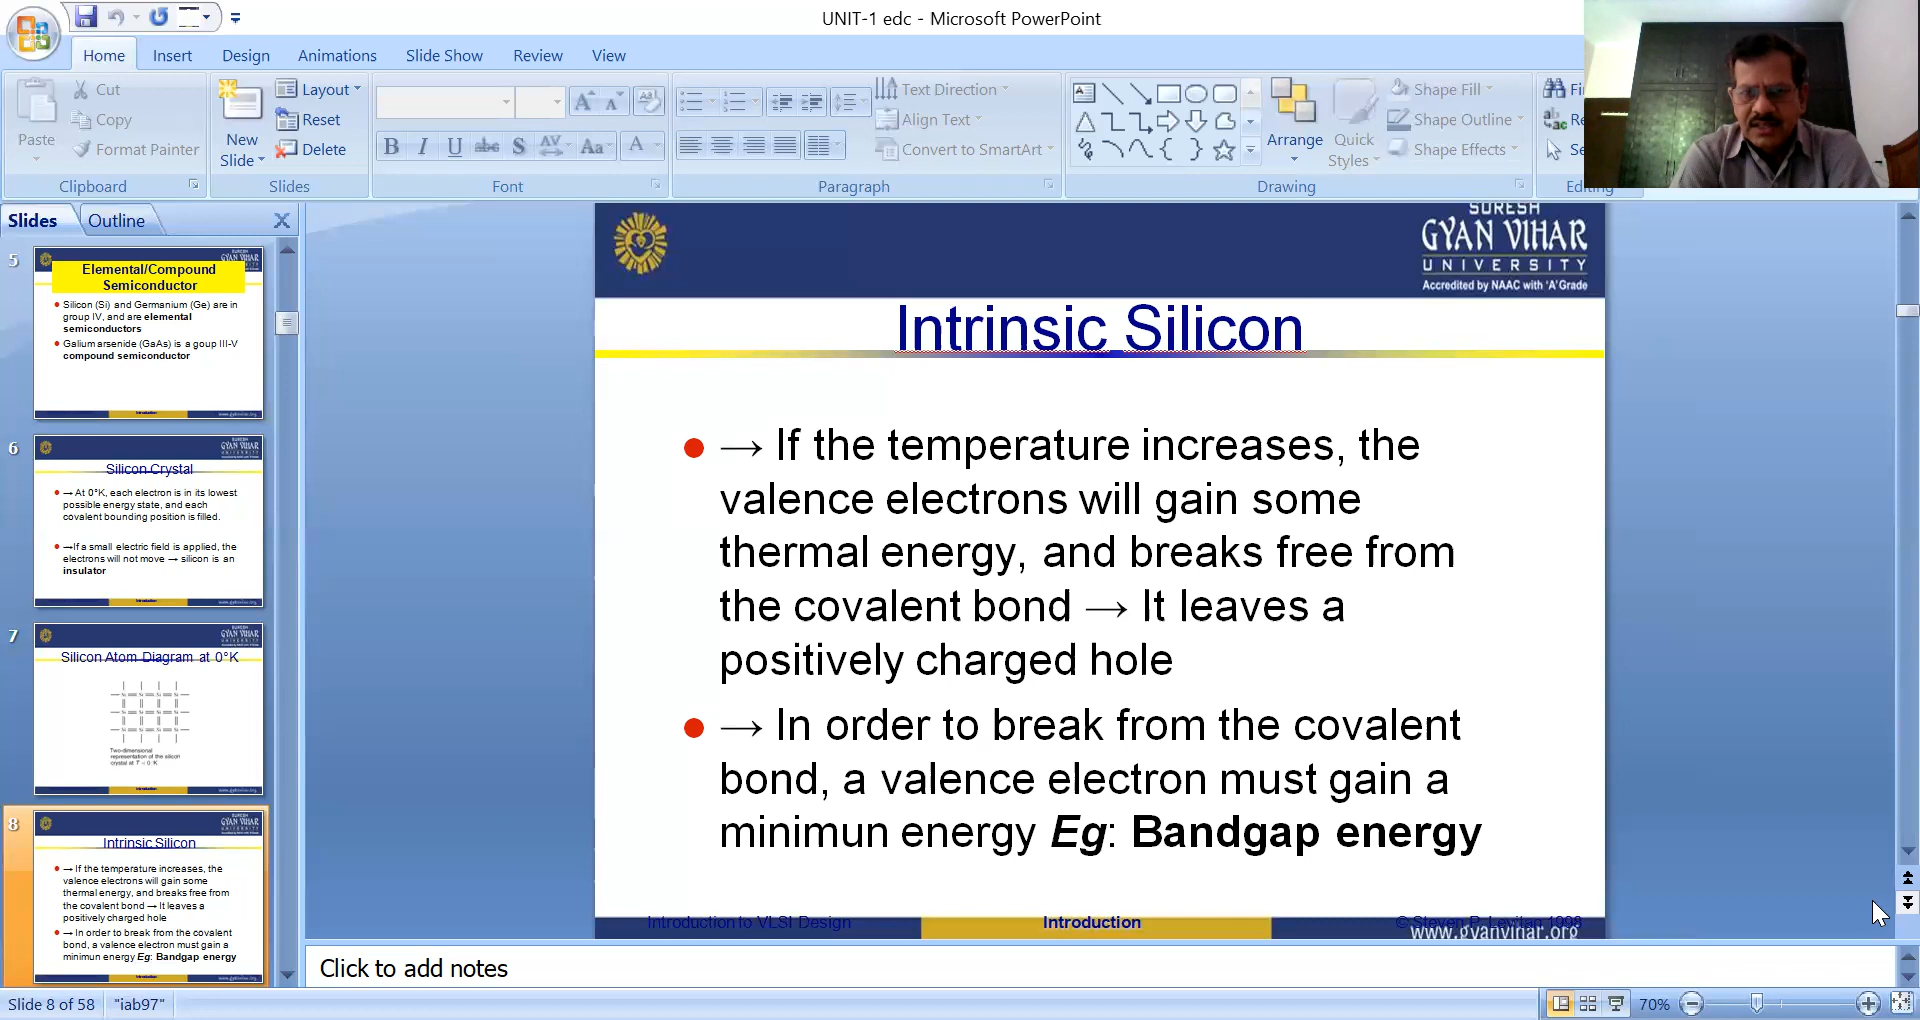 UNIT-1 edc - Microsoft PowerPoint
Home Insert Design Animations Slide Show Review View
Paste
Cut
Copy
Format Painter
Clipboard
New
Slide
Layout
Reset
Delete
Slides
Font
Text Direction
Align Text
Convert to SmartArt
Paragraph
Arrange
Quick
Styles
Shape Fill
Shape Outline
Shape Effects
Drawing
Slides Outline
5
Elemental/Compound
Semiconductor
• Silicon (Si) and Germanium (Ge) are in
group IV, and are elemental
semiconductors
• Galium arsenide (GaAs) is a goup III-V
compound semiconductor
6
Silicon Crystal
• → At 0°K, each electron is in its lowest
possible energy state, and each
covalent bounding position is filled.
• →If a small electric field is applied, the
electrons will not move → silicon is an
insulator
7
Silicon Atom Diagram at 0°K
Two-dimensional
representation of the silicon
crystal at T = 0°K
8
Intrinsic Silicon
• → If the temperature increases, the
valence electrons will gain some
thermal energy, and breaks free from
the covalent bond → It leaves a
positively charged hole
• → In order to break from the covalent
bond, a valence electron must gain a
minimun energy Eg: Bandgap energy
SURESH
GYAN VIHAR
UNIVERSITY
Accredited by NAAC with 'A' Grade
Intrinsic Silicon
• → If the temperature increases, the
valence electrons will gain some
thermal energy, and breaks free from
the covalent bond → It leaves a
positively charged hole
• → In order to break from the covalent
bond, a valence electron must gain a
minimun energy Eg: Bandgap energy
Introduction to VLSI Design
Introduction
© Steven P. Levitan 1998
www.gyanvihar.org
Click to add notes
Slide 8 of 58 "iab97" 70%